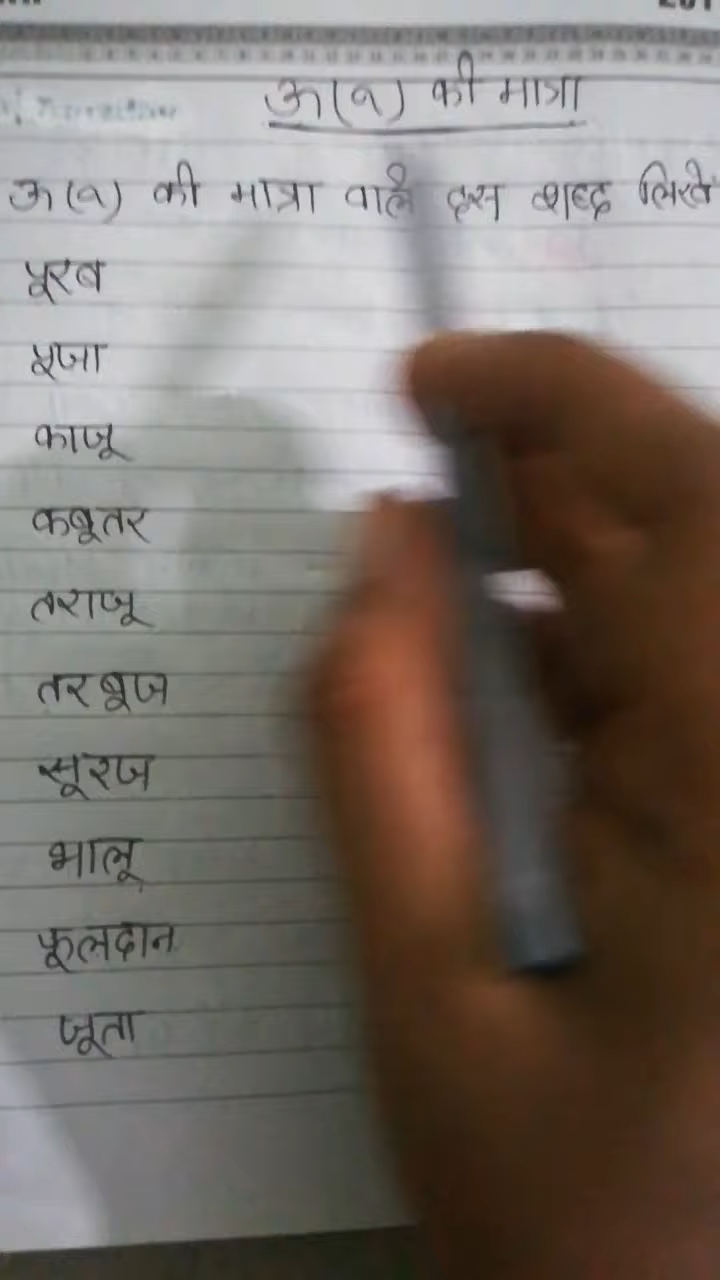 ऊ(ू) की मात्रा
ऊ(ू) की मात्रा वाले दस शब्द लिखें
पूरब
पूजा
काजू
कबूतर
तराजू
तरबूज
सूरज
भालू
फूलदान
जूता